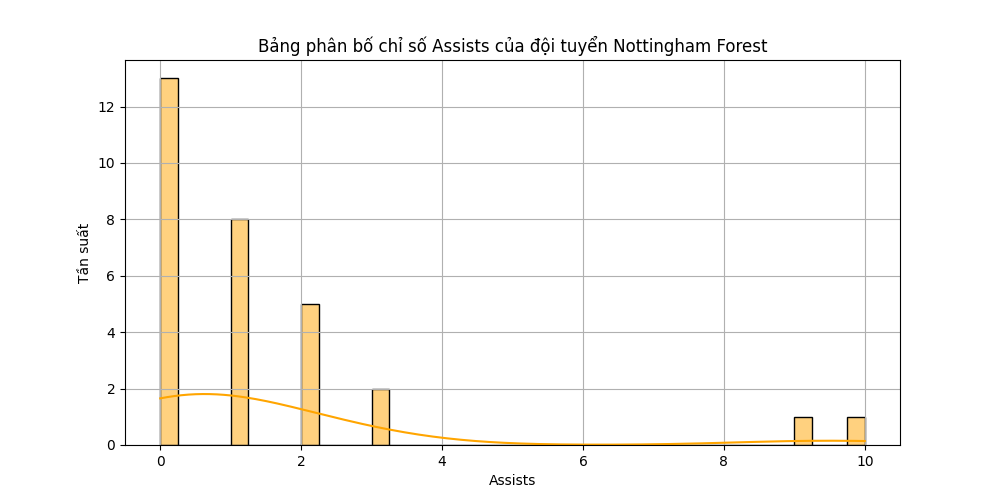 Bảng phân bố chỉ số Assists của đội tuyển Nottingham Forest
12
10
8
6
4
2
0
Tần suất
0 2 4 6 8 10
Assists